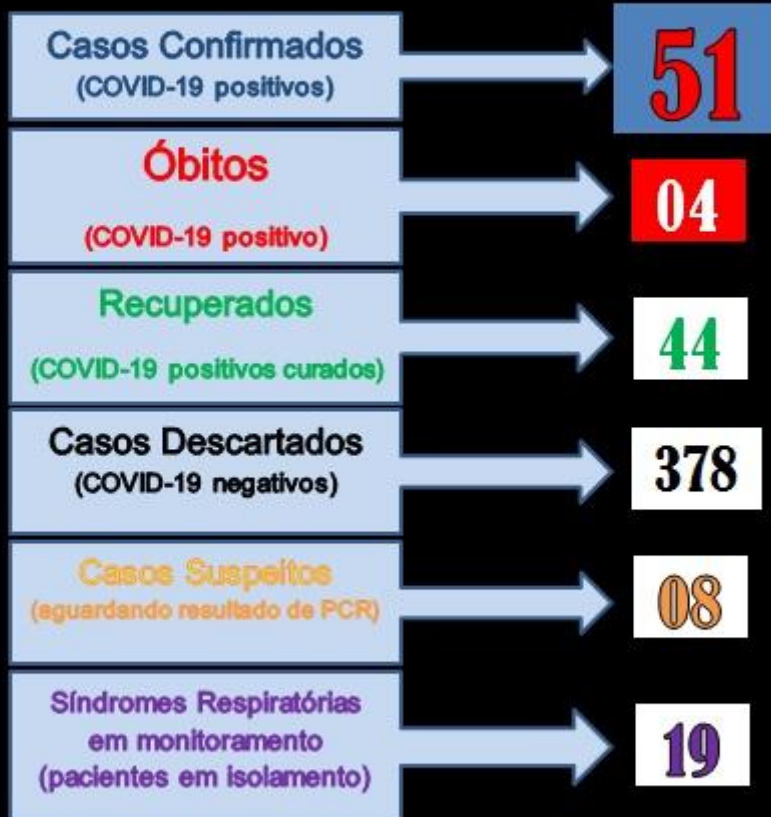 Casos Confirmados
(COVID-19 positivos)
51
Óbitos
(COVID-19 positivo)
04
Recuperados
(COVID-19 positivos curados)
44
Casos Descartados
(COVID-19 negativos)
378
Casos Suspeitos
(aguardando resultado de PCR)
08
Síndromes Respiratórias
em monitoramento
(pacientes em isolamento)
19